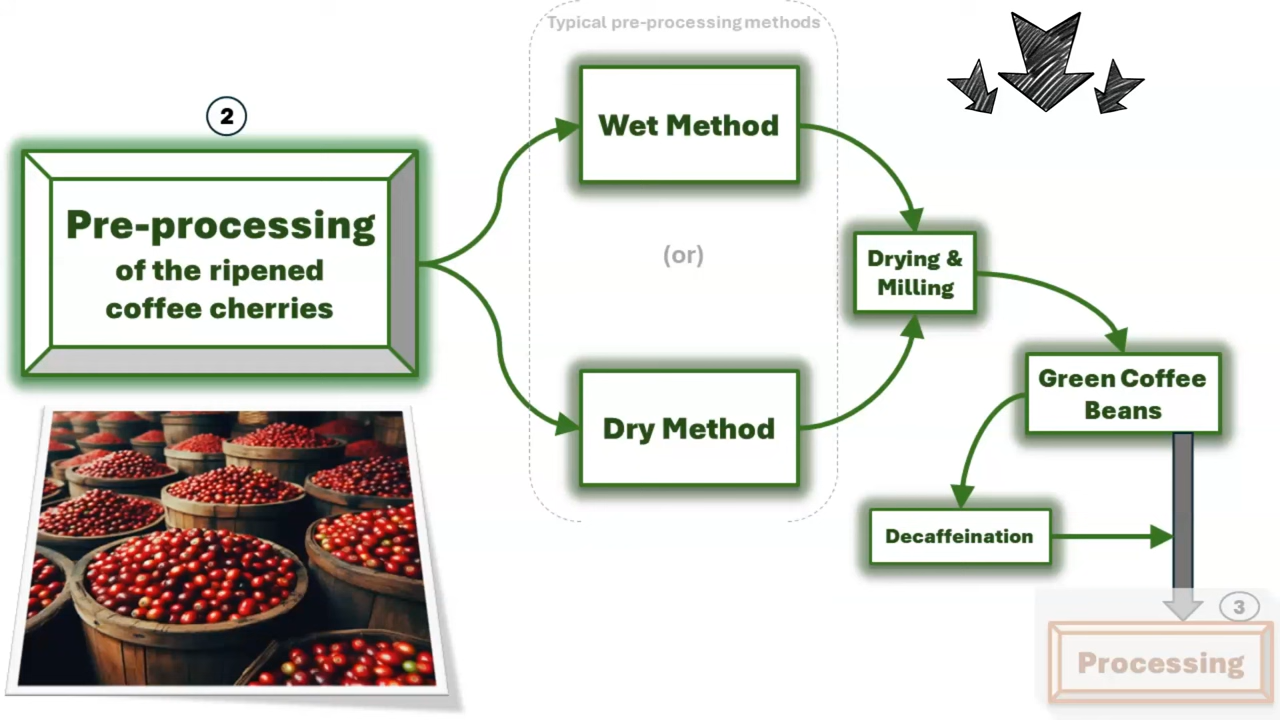 Typical pre-processing methods
2
Pre-processing
of the ripened
coffee cherries
Wet Method
(or)
Dry Method
Drying &
Milling
Green Coffee
Beans
Decaffeination
3
Processing